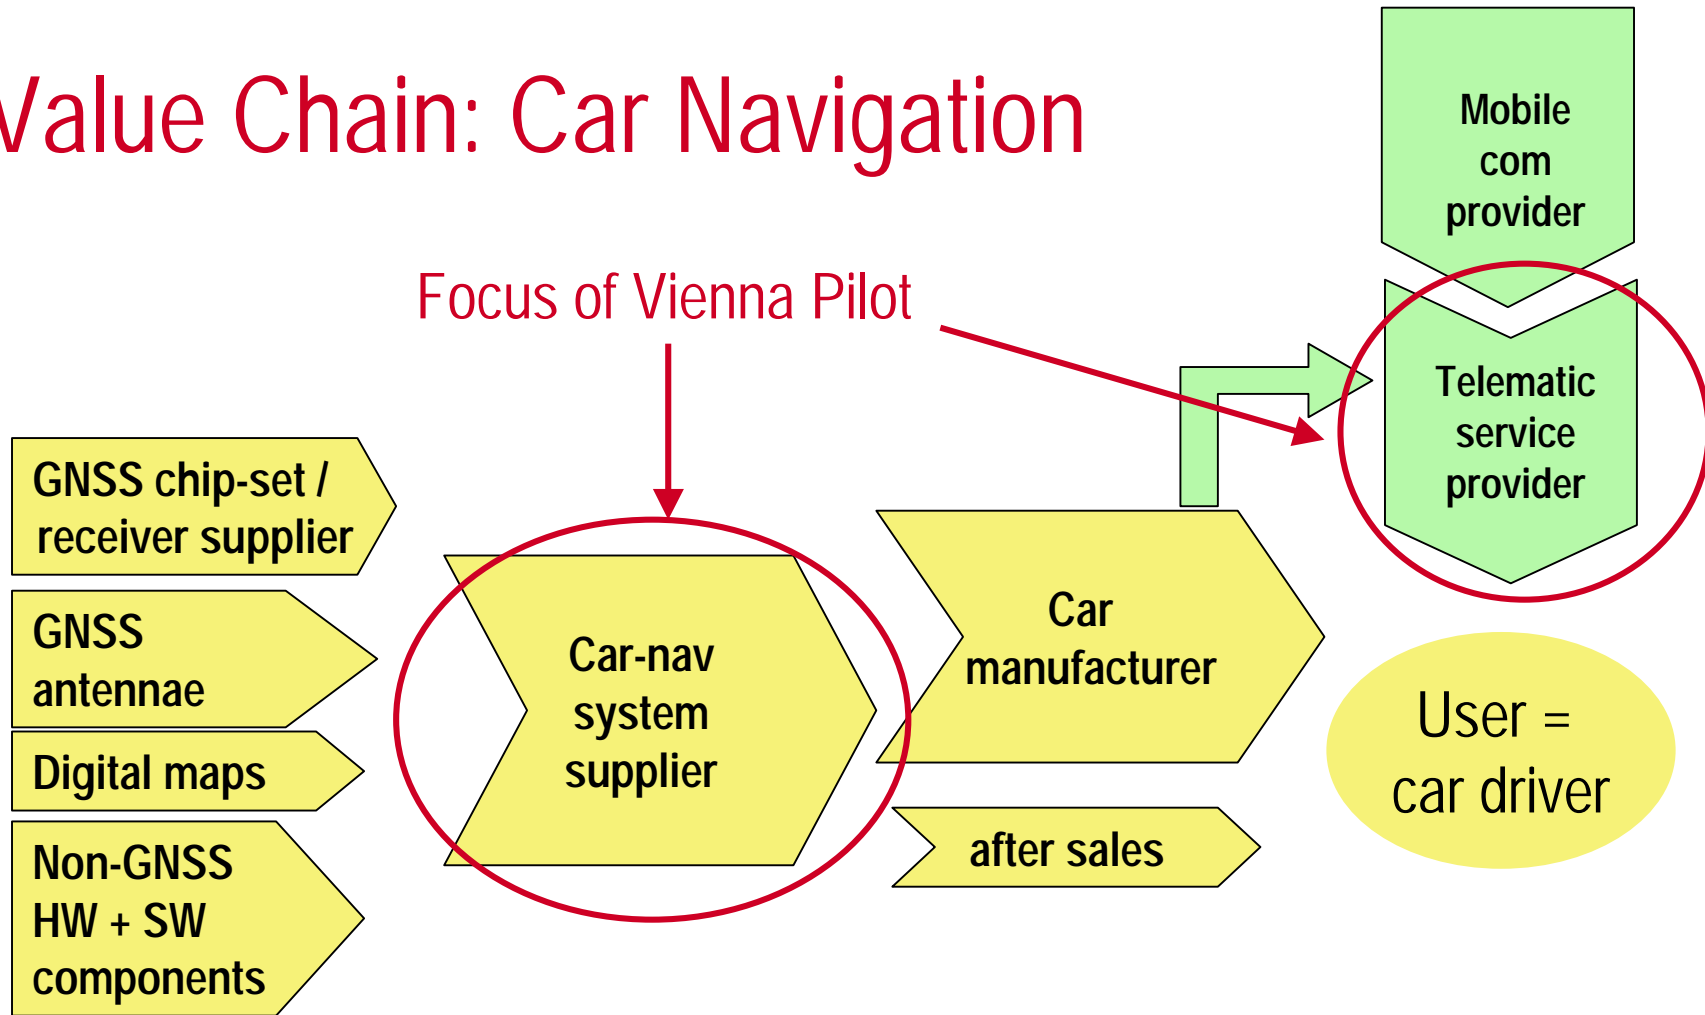 Value Chain: Car Navigation
Mobile
com
provider
Focus of Vienna Pilot
Telematic
service
provider
GNSS chip-set /
receiver supplier
GNSS
antennae
Digital maps
Non-GNSS
HW + SW
components
Car-nav
system
supplier
Car
manufacturer
after sales
User =
car driver